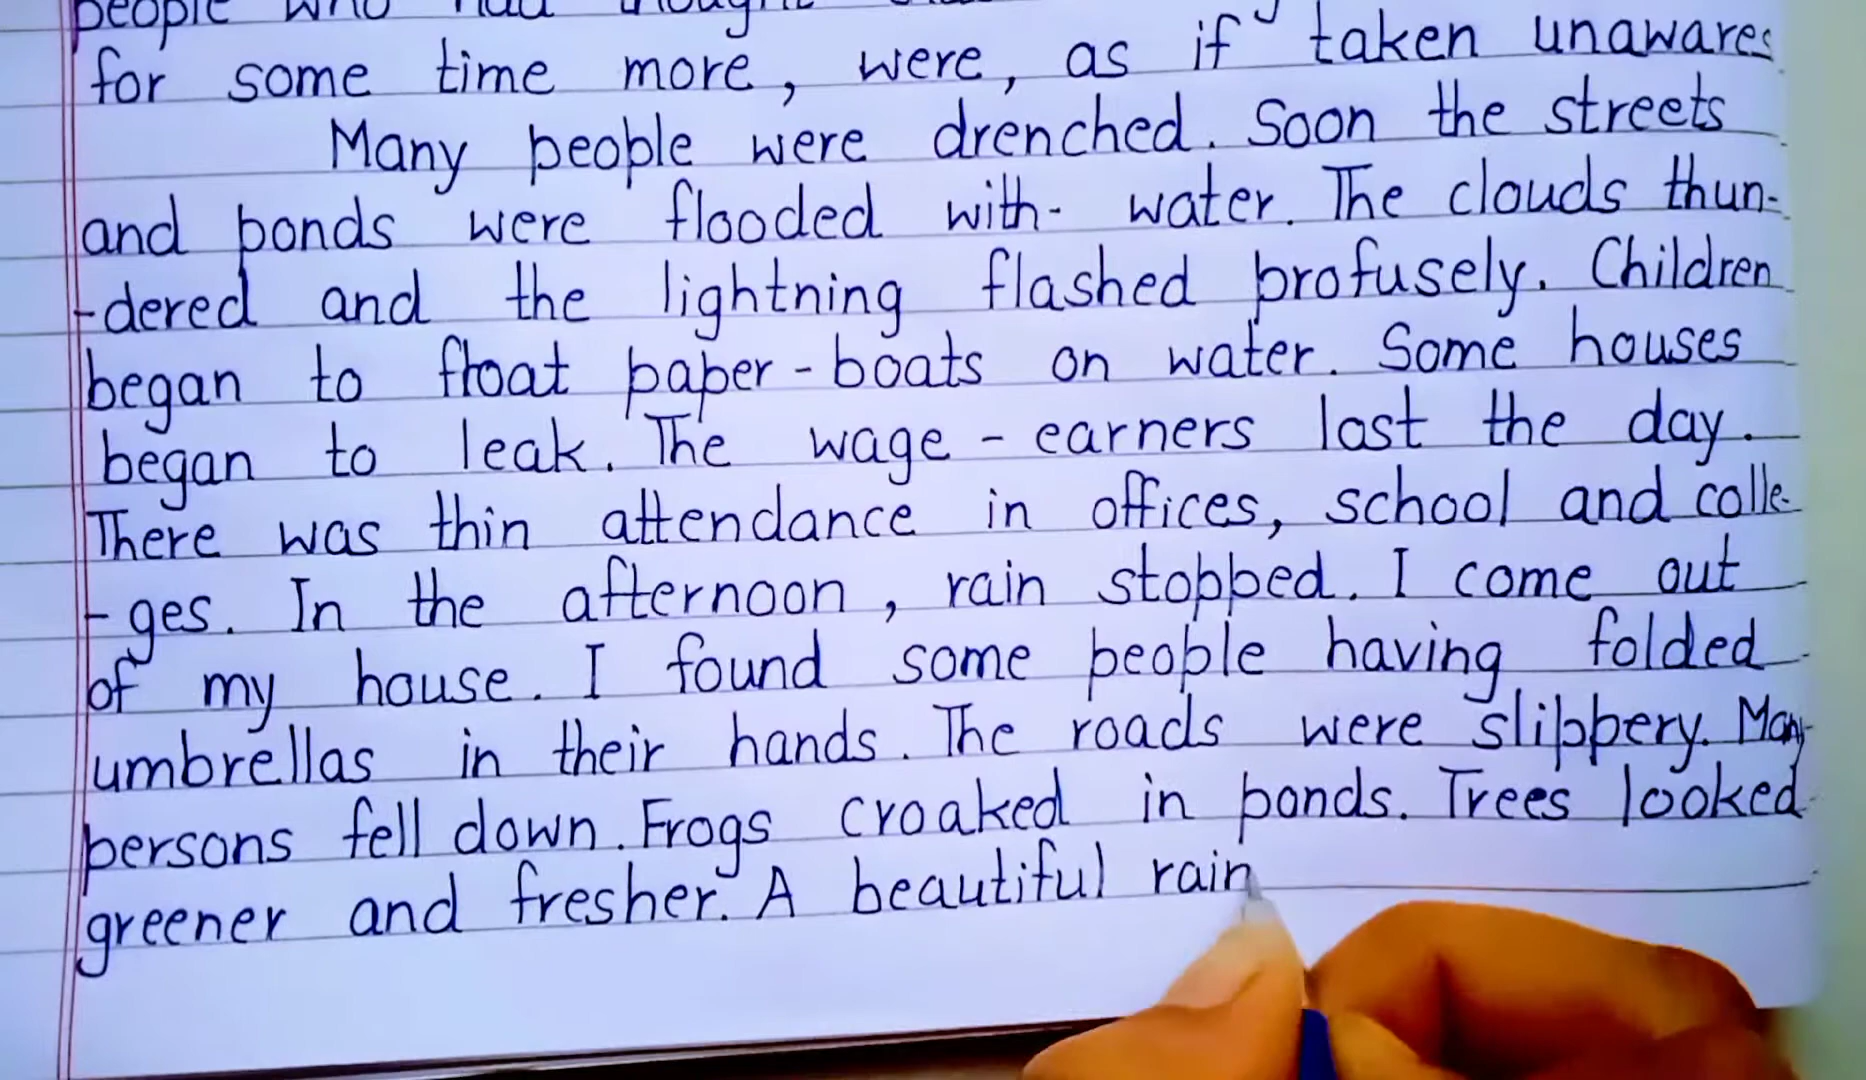 people who had thought
for some time more, were, as if taken unawares
Many people were drenched. Soon the streets
and ponds were flooded with- water. The clouds thun-
-dered and the lightning flashed profusely. Children
began to float paper - boats on water. Some houses
began to leak. The wage - earners lost the day.
There was thin attendance in offices, school and colle-
-ges. In the afternoon, rain stopped. I come out
of my house. I found some people having folded
umbrellas in their hands. The roads were slippery. Many
persons fell down. Frogs croaked in ponds. Trees looked
greener and fresher. A beautiful rain